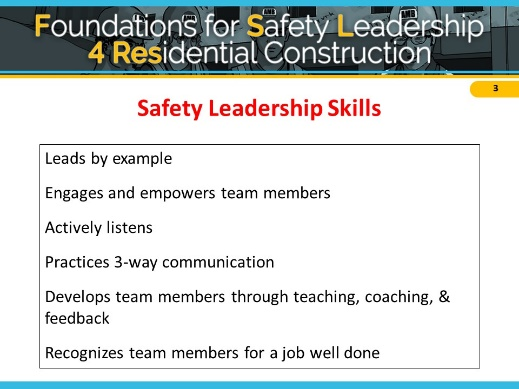 Foundations for Safety Leadership
4 Residential Construction
3
Safety Leadership Skills
Leads by example
Engages and empowers team members
Actively listens
Practices 3-way communication
Develops team members through teaching, coaching, &
feedback
Recognizes team members for a job well done